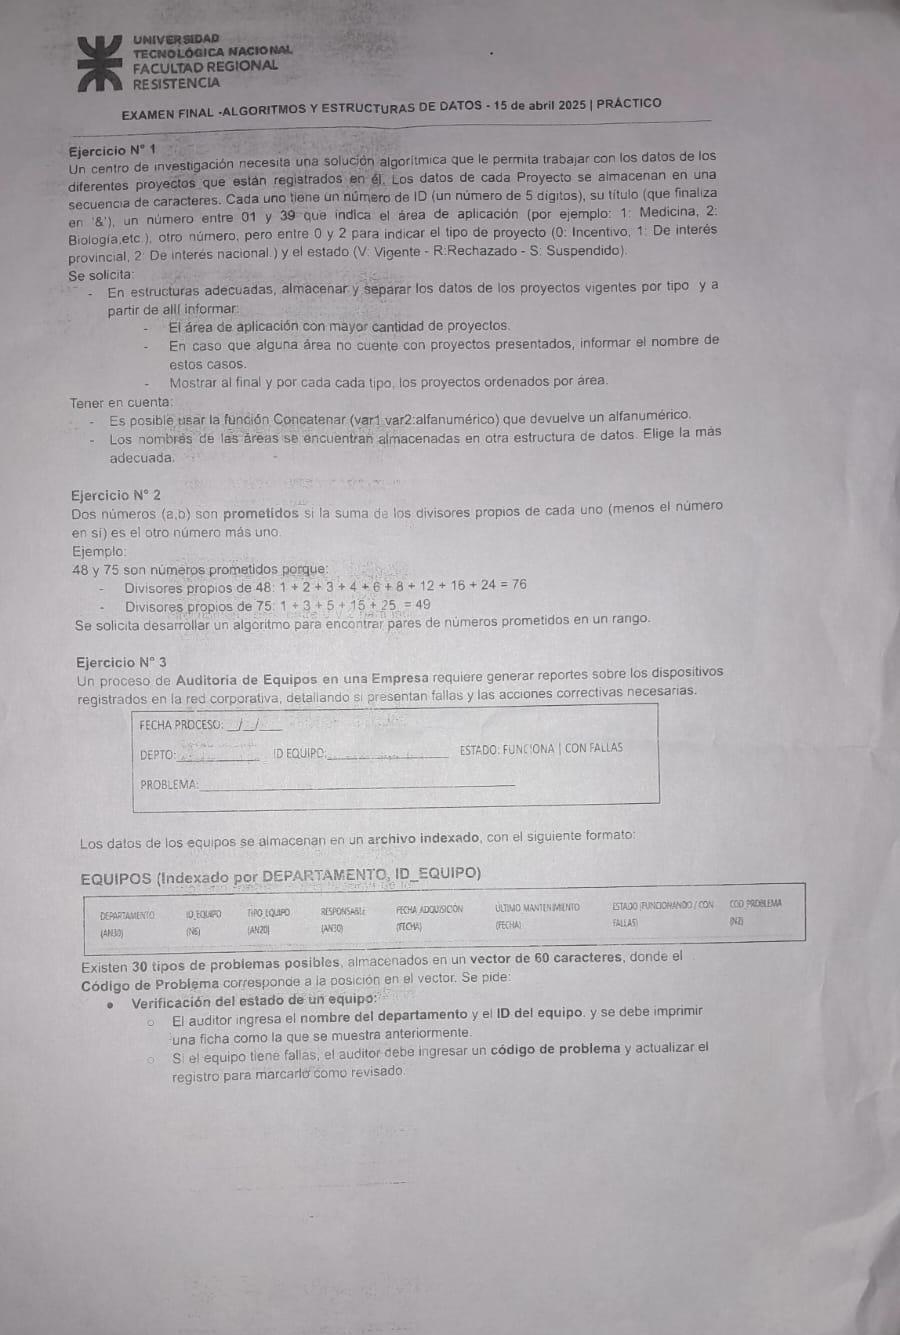 UNIVERSIDAD
TECNOLÓGICA NACIONAL
FACULTAD REGIONAL
RESISTENCIA
EXAMEN FINAL -ALGORITMOS Y ESTRUCTURAS DE DATOS - 15 de abril 2025 | PRÁCTICO
Ejercicio N° 1
Un centro de investigación necesita una solución algorítmica que le permita trabajar con los datos de los
diferentes proyectos que están registrados en él. Los datos de cada Proyecto se almacenan en una
secuencia de caracteres. Cada uno tiene un número de ID (un número de 5 dígitos), su título (que finaliza
en '&'), un número entre 01 y 39 que indica el área de aplicación (por ejemplo: 1: Medicina, 2:
Biología,etc.), otro número, pero entre 0 y 2 para indicar el tipo de proyecto (0: Incentivo, 1: De interés
provincial, 2: De interés nacional.) y el estado (V: Vigente - R:Rechazado - S: Suspendido).
Se solicita:
- En estructuras adecuadas, almacenar y separar los datos de los proyectos vigentes por tipo y a
partir de allí informar:
- El área de aplicación con mayor cantidad de proyectos.
- En caso que alguna área no cuente con proyectos presentados, informar el nombre de
estos casos.
- Mostrar al final y por cada cada tipo, los proyectos ordenados por área.
Tener en cuenta:
- Es posible usar la función Concatenar (var1 var2:alfanumérico) que devuelve un alfanumérico.
- Los nombres de las áreas se encuentran almacenadas en otra estructura de datos. Elige la más
adecuada.
Ejercicio N° 2
Dos números (a,b) son prometidos si la suma de los divisores propios de cada uno (menos el número
en sí) es el otro número más uno.
Ejemplo:
48 y 75 son números prometidos porque:
- Divisores propios de 48: 1 + 2 + 3 + 4 + 6 + 8 + 12 + 16 + 24 = 76
- Divisores propios de 75: 1 + 3 + 5 + 15 + 25 = 49
Se solicita desarrollar un algoritmo para encontrar pares de números prometidos en un rango.
Ejercicio N° 3
Un proceso de Auditoria de Equipos en una Empresa requiere generar reportes sobre los dispositivos
registrados en la red corporativa, detallando si presentan fallas y las acciones correctivas necesarias.
FECHA PROCESO: __/__/____
DEPTO:____________ ID EQUIPO:__________________ ESTADO: FUNCIONA | CON FALLAS
PROBLEMA:______________________________________________
Los datos de los equipos se almacenan en un archivo indexado, con el siguiente formato:
EQUIPOS (Indexado por DEPARTAMENTO, ID_EQUIPO)
DEPARTAMENTO ID_EQUIPO TIPO_EQUIPO RESPONSABLE FECHA_ADQUISICIÓN ÚLTIMO MANTENIMIENTO ESTADO (FUNCIONANDO / CON COD_PROBLEMA
(AN30) (N6) (AN20) (AN30) (FECHA) (FECHA) FALLAS) (N2)
Existen 30 tipos de problemas posibles, almacenados en un vector de 60 caracteres, donde el
Código de Problema corresponde a la posición en el vector. Se pide:
● Verificación del estado de un equipo:
○ El auditor ingresa el nombre del departamento y el ID del equipo. y se debe imprimir
una ficha como la que se muestra anteriormente.
○ Si el equipo tiene fallas, el auditor debe ingresar un código de problema y actualizar el
registro para marcarlo como revisado.